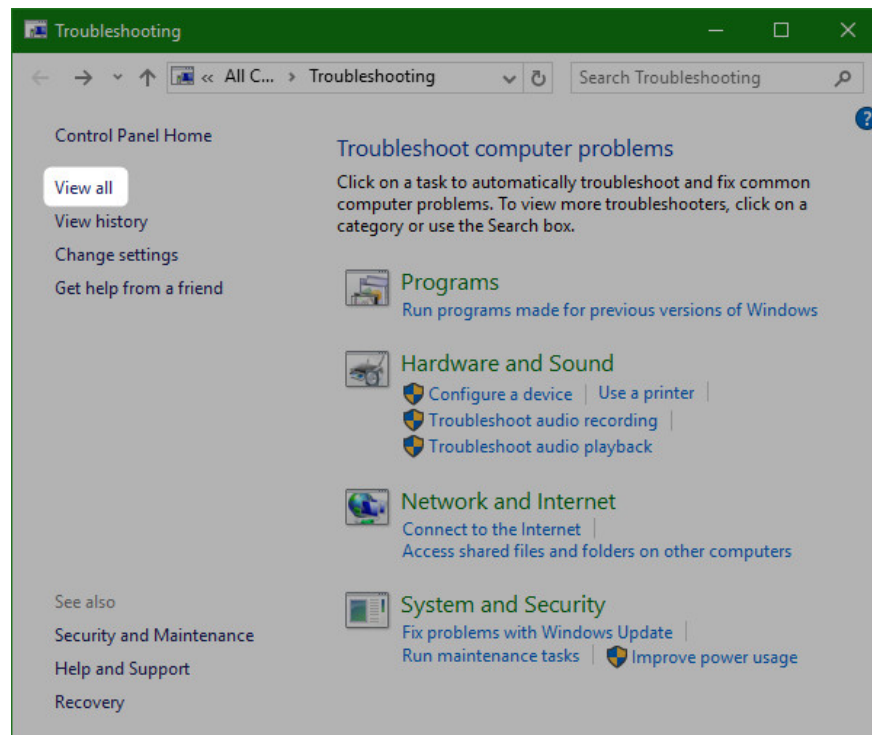 Troubleshooting
« All C... › Troubleshooting
Search Troubleshooting
?
Control Panel Home
View all
View history
Change settings
Get help from a friend
Troubleshoot computer problems
Click on a task to automatically troubleshoot and fix common
computer problems. To view more troubleshooters, click on a
category or use the Search box.
Programs
Run programs made for previous versions of Windows
Hardware and Sound
Configure a device | Use a printer |
Troubleshoot audio recording |
Troubleshoot audio playback
Network and Internet
Connect to the Internet |
Access shared files and folders on other computers
System and Security
Fix problems with Windows Update |
Run maintenance tasks | Improve power usage
See also
Security and Maintenance
Help and Support
Recovery